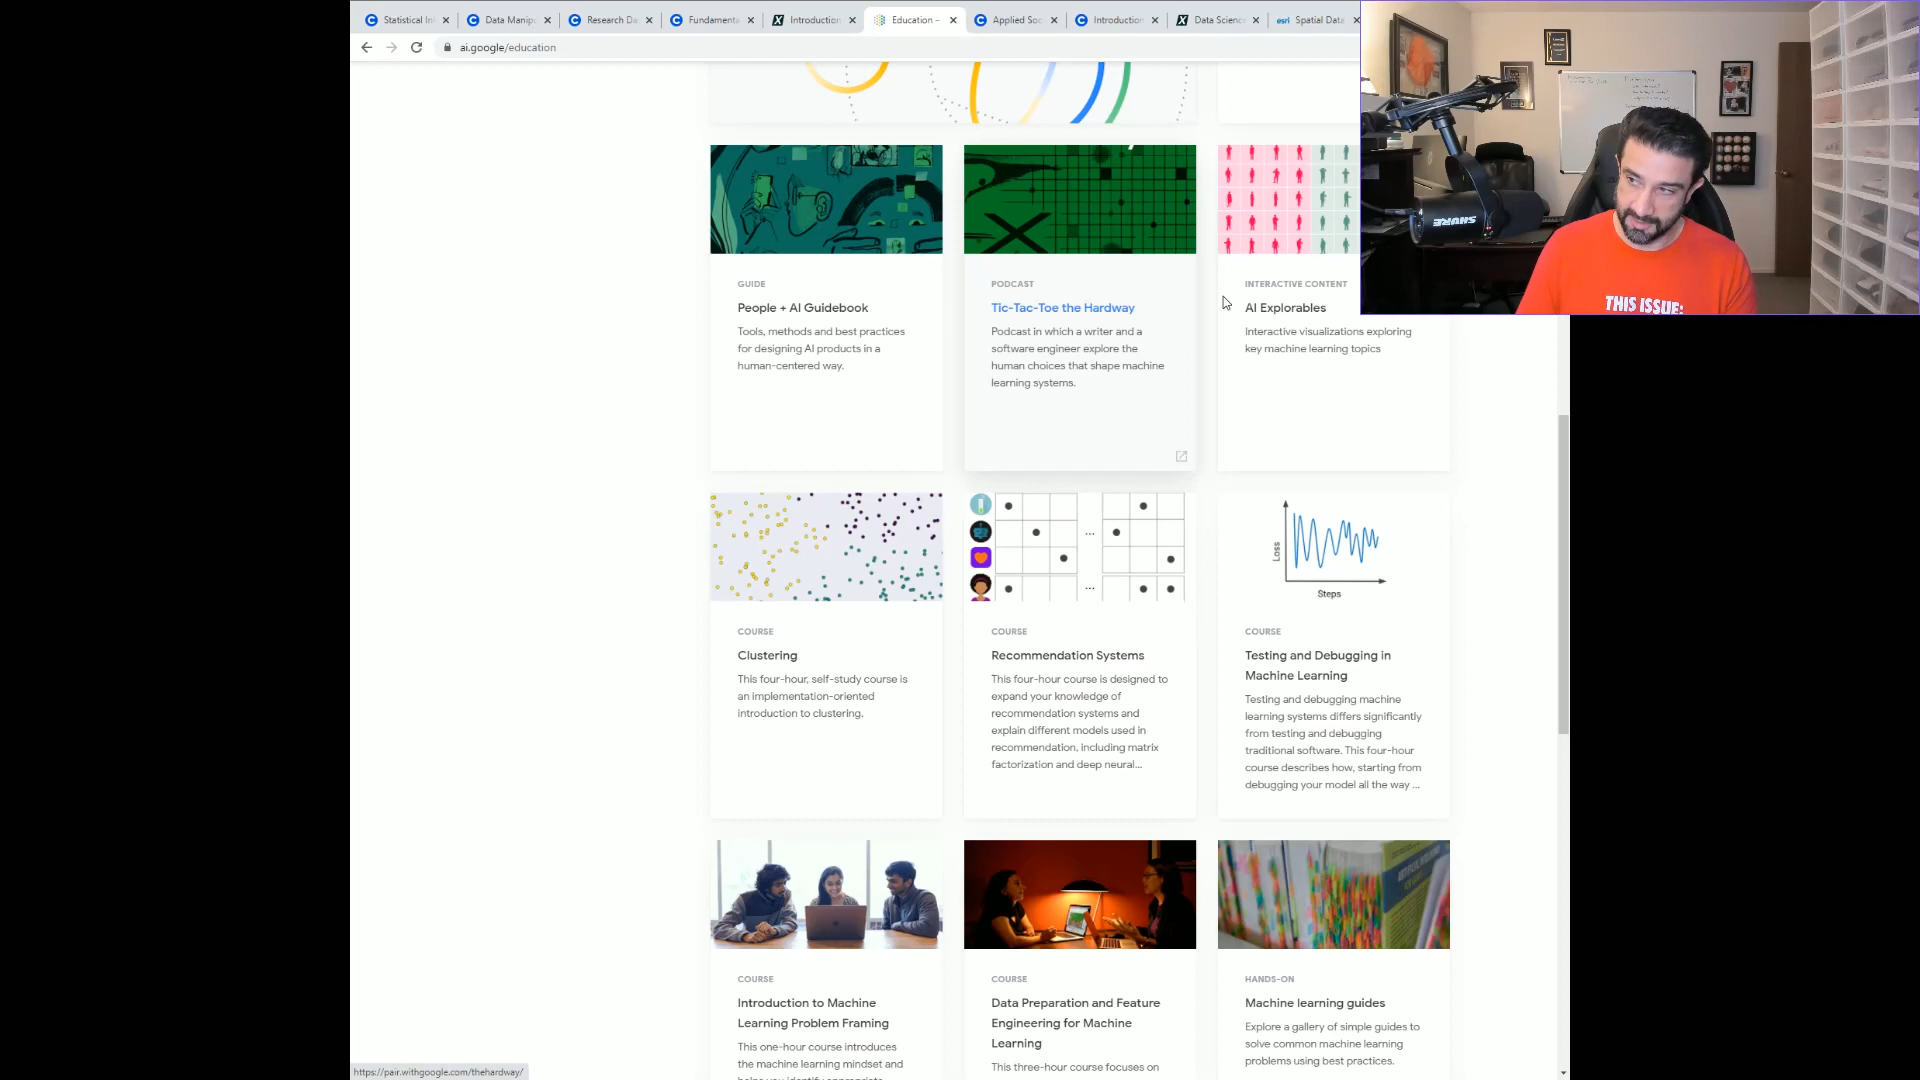 Statistical In
Data Manip
Research Da
Fundamenta
Introduction
Education –
Applied Soc
Introduction
Data Science
esri
Spatial Data
ai.google/education
GUIDE
People + AI Guidebook
Tools, methods and best practices
for designing AI products in a
human-centered way.
PODCAST
Tic-Tac-Toe the Hardway
Podcast in which a writer and a
software engineer explore the
human choices that shape machine
learning systems.
INTERACTIVE CONTENT
AI Explorables
Interactive visualizations exploring
key machine learning topics
SHURE
THIS ISSUE:
COURSE
Clustering
This four-hour, self-study course is
an implementation-oriented
introduction to clustering.
... 
...
COURSE
Recommendation Systems
This four-hour course is designed to
expand your knowledge of
recommendation systems and
explain different models used in
recommendation, including matrix
factorization and deep neural...
Loss
Steps
COURSE
Testing and Debugging in
Machine Learning
Testing and debugging machine
learning systems differs significantly
from testing and debugging
traditional software. This four-hour
course describes how, starting from
debugging your model all the way ...
COURSE
Introduction to Machine
Learning Problem Framing
This one-hour course introduces
the machine learning mindset and
helps you identify appropriate
COURSE
Data Preparation and Feature
Engineering for Machine
Learning
This three-hour course focuses on
HANDS-ON
Machine learning guides
Explore a gallery of simple guides to
solve common machine learning
problems using best practices.
https://pair.withgoogle.com/thehardway/